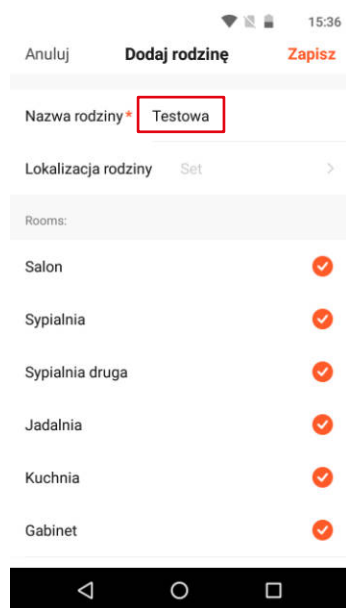 15:36
Anuluj Dodaj rodzinę Zapisz
Nazwa rodziny* Testowa
Lokalizacja rodziny Set
Rooms:
Salon
Sypialnia
Sypialnia druga
Jadalnia
Kuchnia
Gabinet